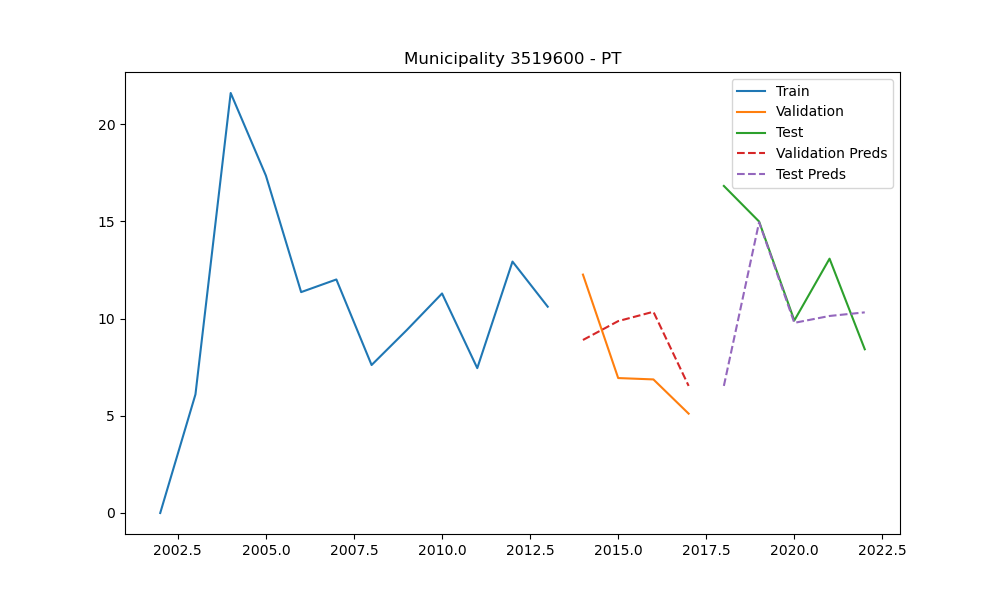 Municipality 3519600 - PT
Train
Validation
Test
Validation Preds
Test Preds
20
15
10
5
0
2002.5 2005.0 2007.5 2010.0 2012.5 2015.0 2017.5 2020.0 2022.5